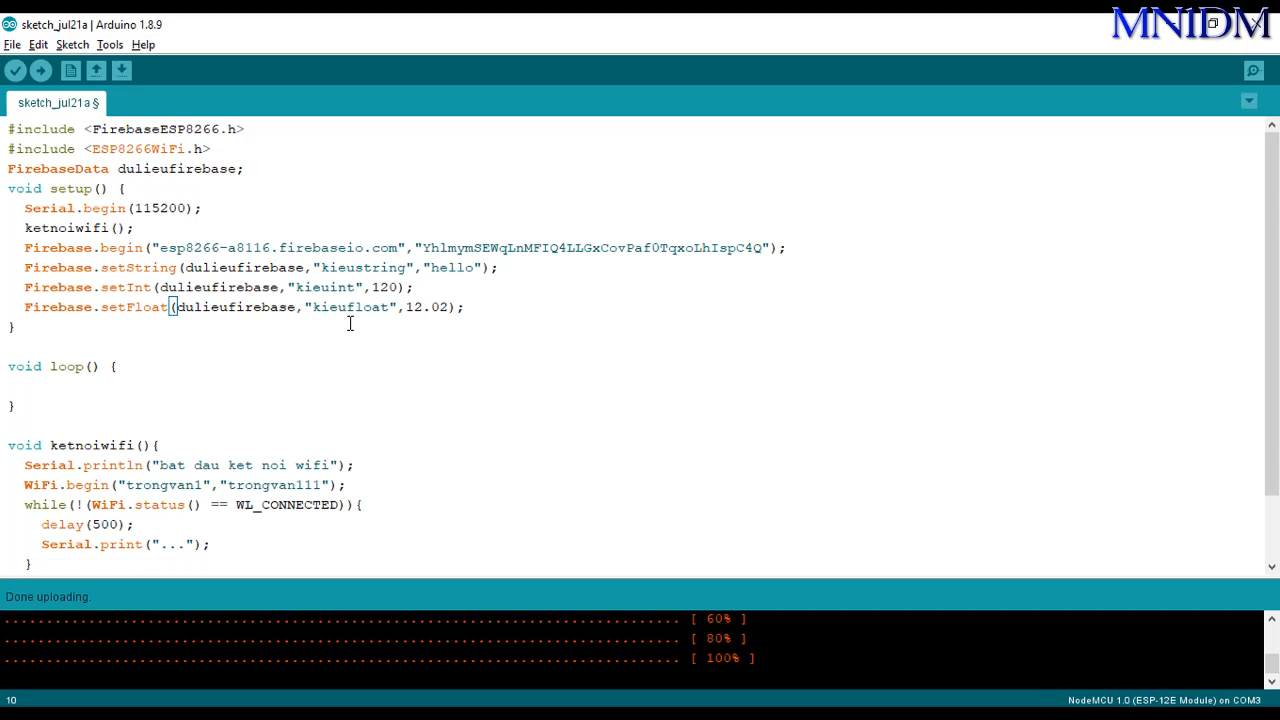 sketch_jul21a | Arduino 1.8.9
MNIDM
File Edit Sketch Tools Help
sketch_jul21a §
#include <FirebaseESP8266.h>
#include <ESP8266WiFi.h>
FirebaseData dulieufirebase;
void setup() {
  Serial.begin(115200);
  ketnoiwifi();
  Firebase.begin("esp8266-a8116.firebaseio.com","YhlmymSEWqLnMFIQ4LLGxCovPaf0TqxoLhIspC4Q");
  Firebase.setString(dulieufirebase,"kieustring","hello");
  Firebase.setInt(dulieufirebase,"kieuint",120);
  Firebase.setFloat(dulieufirebase,"kieufloat",12.02);
}
void loop() {
}
void ketnoiwifi(){
  Serial.println("bat dau ket noi wifi");
  WiFi.begin("trongvan1","trongvan111");
  while(!(WiFi.status() == WL_CONNECTED)){
    delay(500);
    Serial.print("...");
  }
Done uploading.
................................................................................ [ 60% ]
................................................................................ [ 80% ]
................................................................................ [ 100% ]
10
NodeMCU 1.0 (ESP-12E Module) on COM3